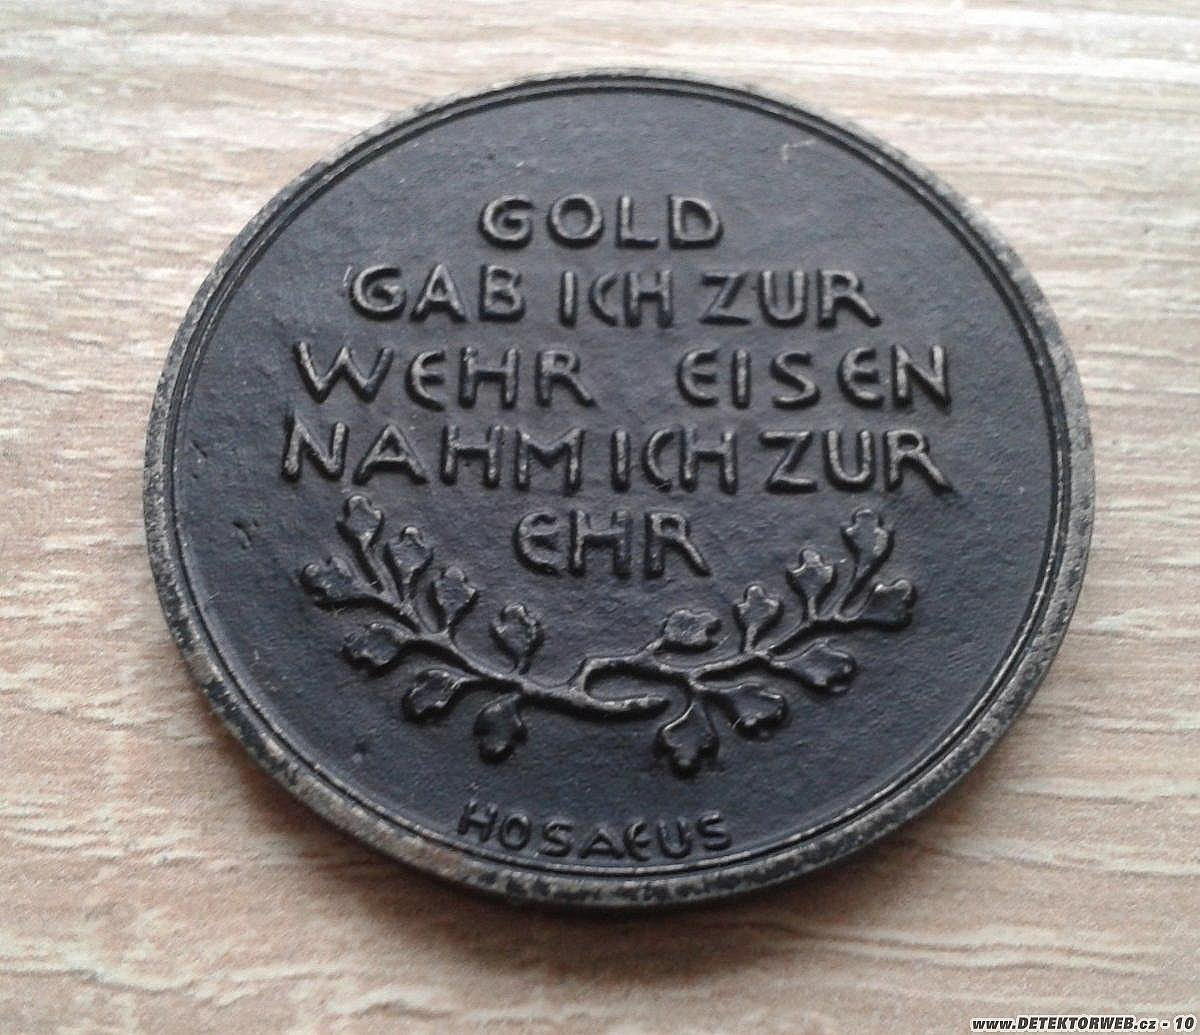 GOLD
GAB ICH ZUR
WEHR EISEN
NAHM ICH ZUR
EHR
HOSAEUS
www.DETEKTORWEB.cz - 10